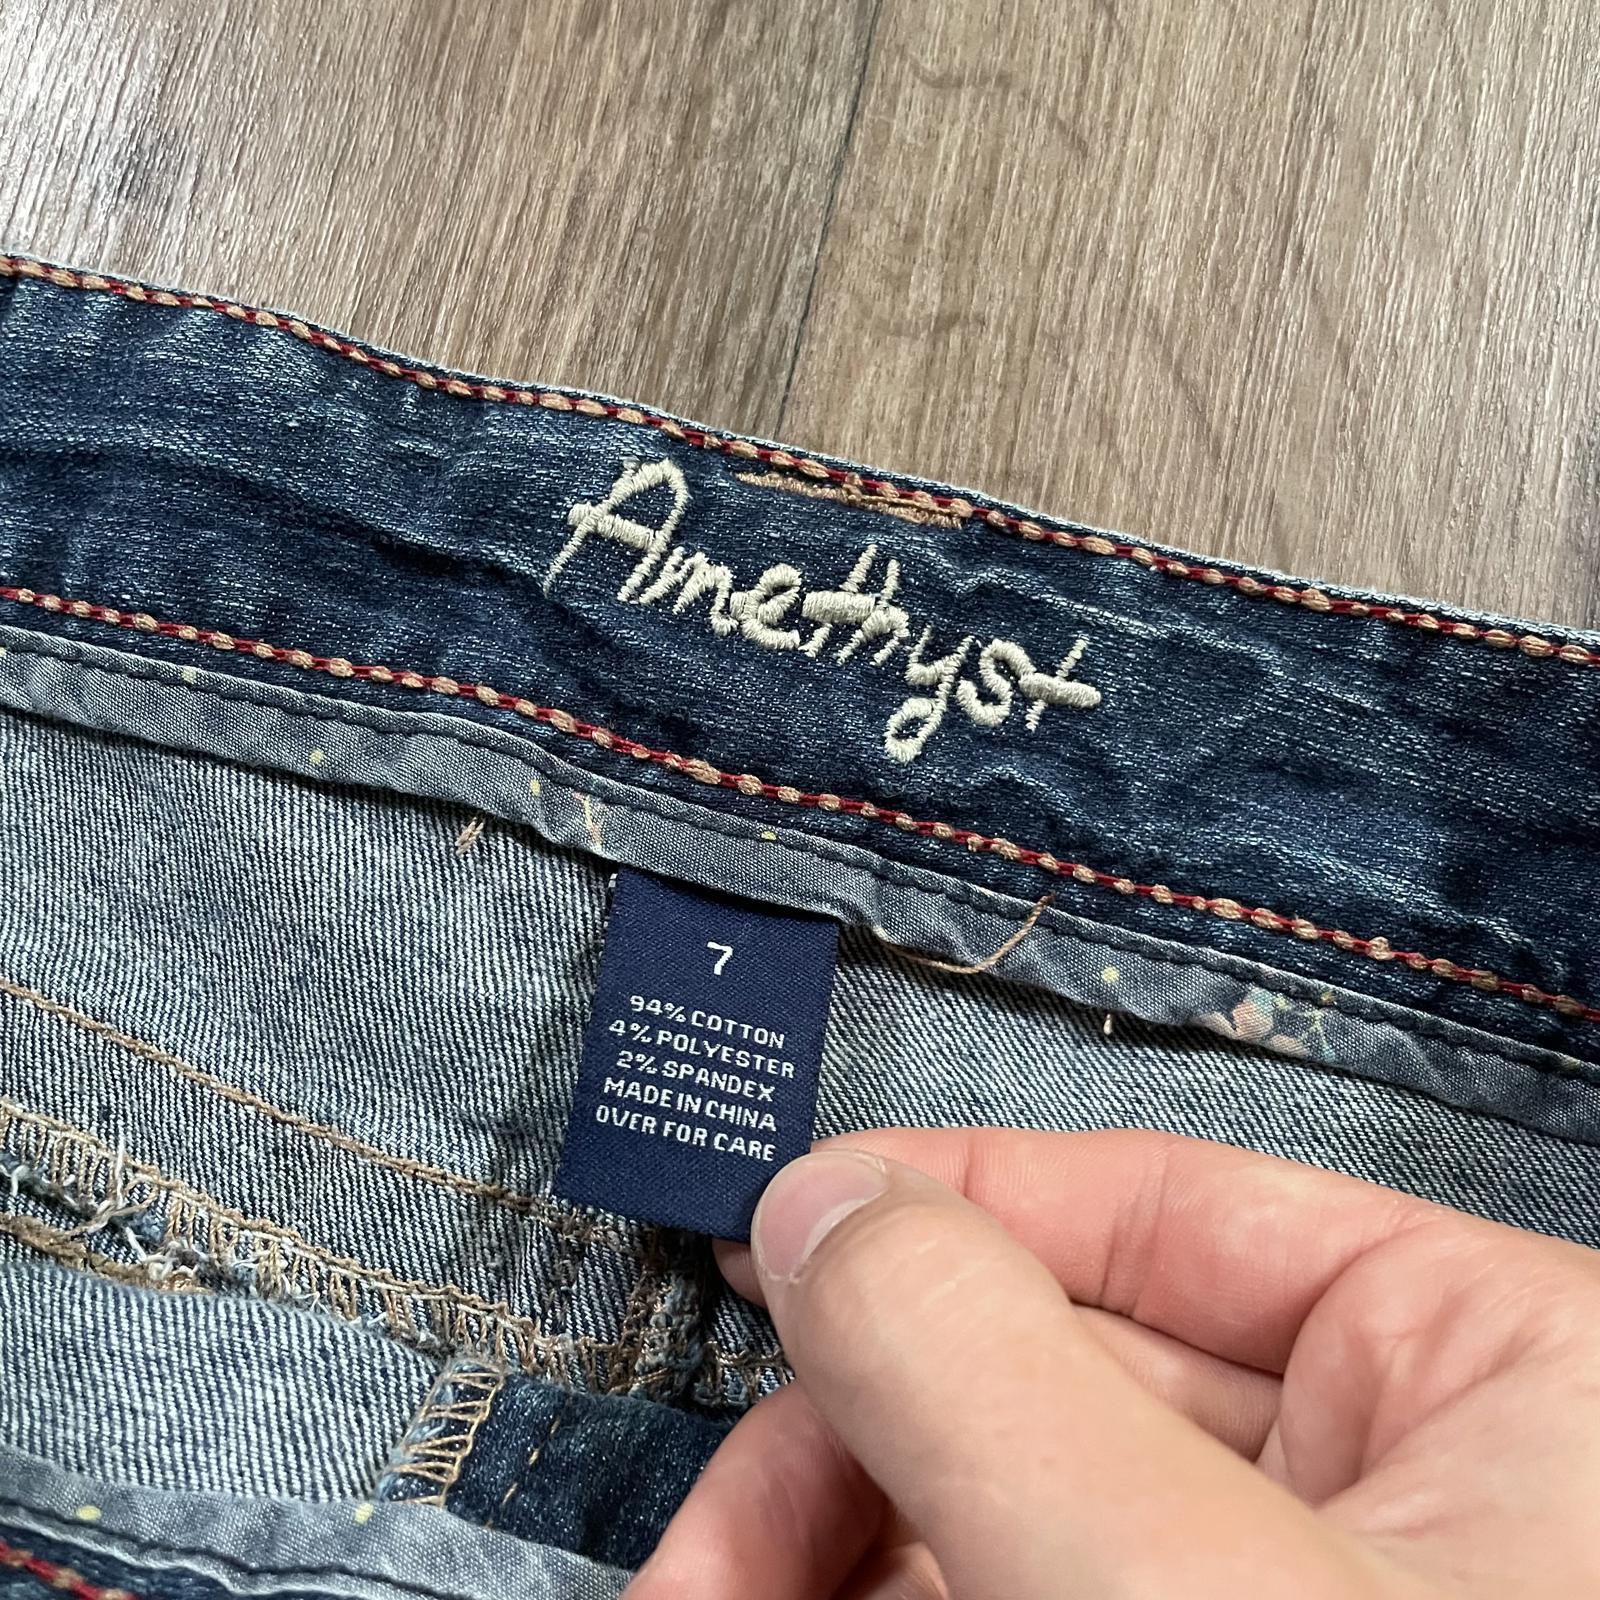 Amethyst
7
94% COTTON
4% POLYESTER
2% SPANDEX
MADE IN CHINA
OVER FOR CARE